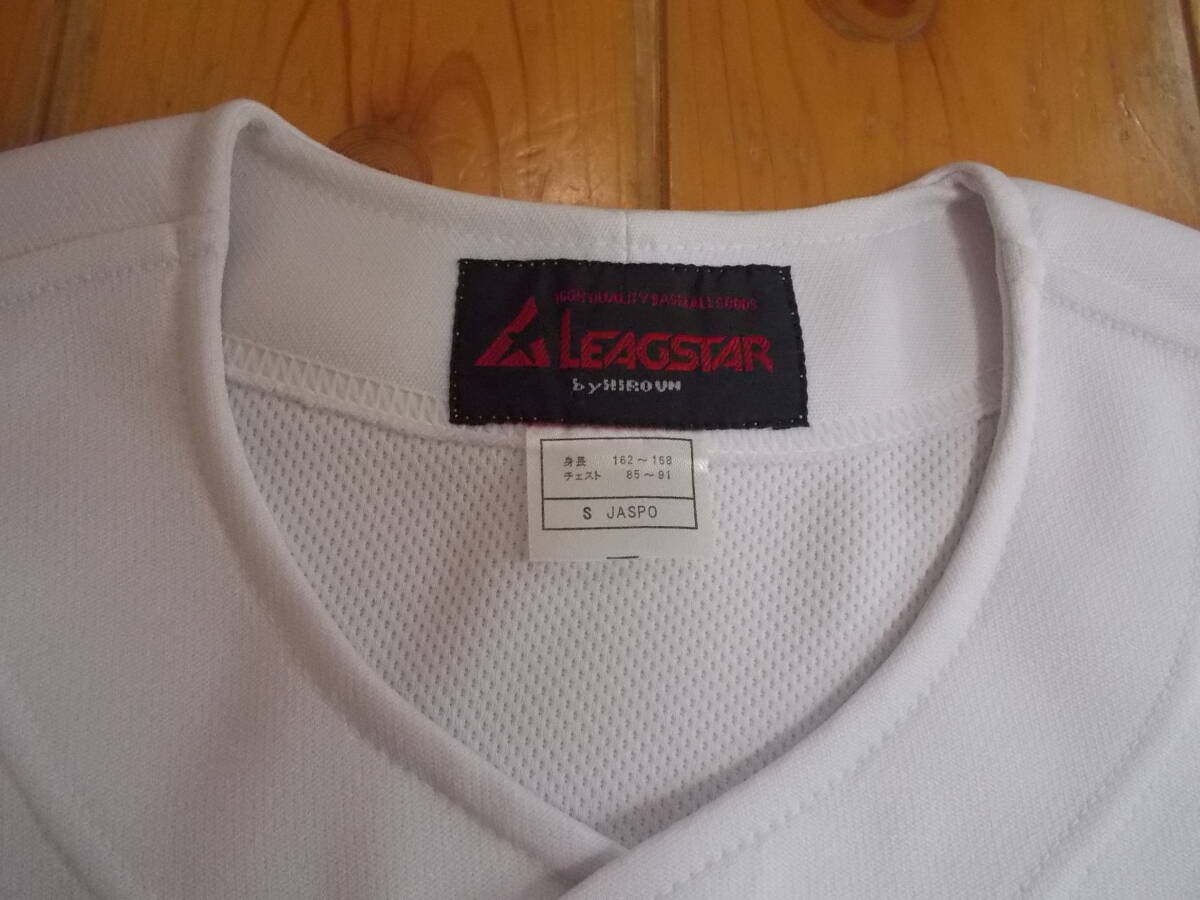 HIGH QUALITY BASEBALL GOODS
LEAGSTAR
by HIROUN
身長 162～168
チェスト 85～91
S JASPO